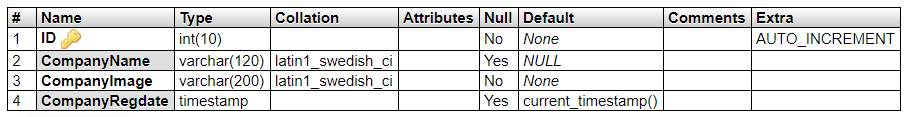 # Name Type Collation Attributes Null Default Comments Extra
1 ID int(10) No None AUTO_INCREMENT
2 CompanyName varchar(120) latin1_swedish_ci Yes NULL
3 CompanyImage varchar(200) latin1_swedish_ci No None
4 CompanyRegdate timestamp Yes current_timestamp()